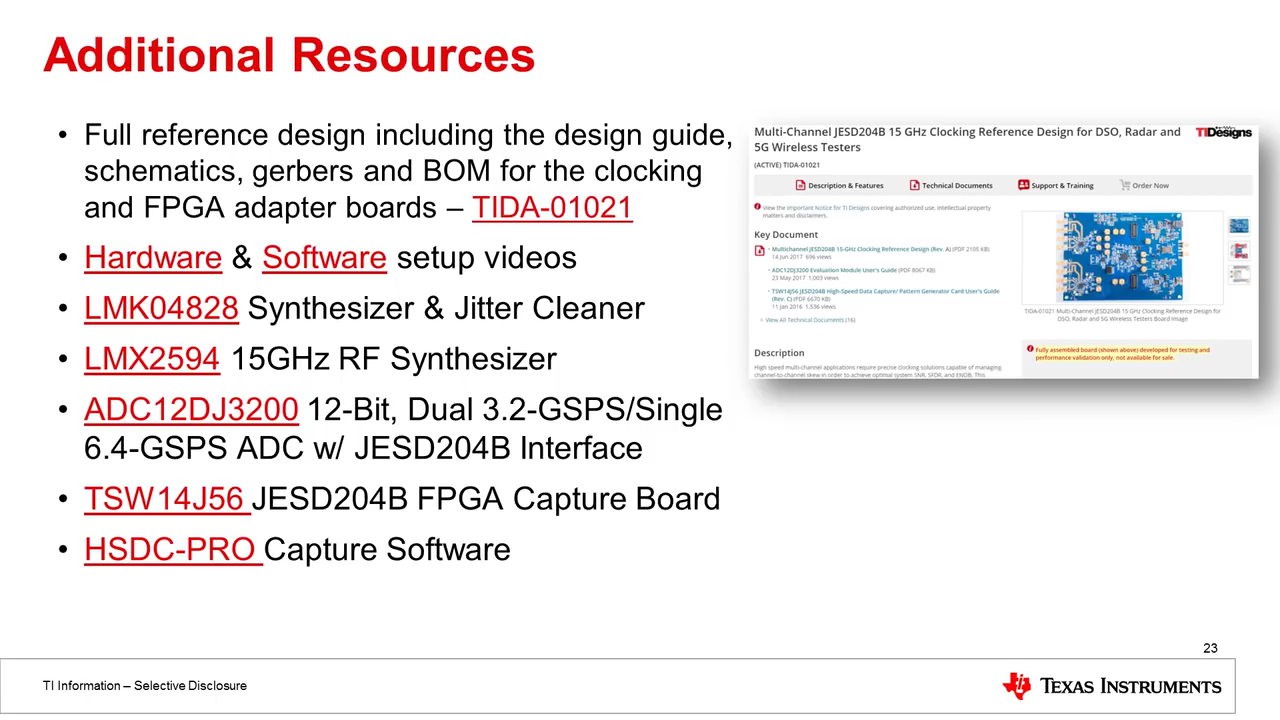 Additional Resources
• Full reference design including the design guide,
schematics, gerbers and BOM for the clocking
and FPGA adapter boards – TIDA-01021
• Hardware & Software setup videos
• LMK04828 Synthesizer & Jitter Cleaner
• LMX2594 15GHz RF Synthesizer
• ADC12DJ3200 12-Bit, Dual 3.2-GSPS/Single
6.4-GSPS ADC w/ JESD204B Interface
• TSW14J56 JESD204B FPGA Capture Board
• HSDC-PRO Capture Software
Multi-Channel JESD204B 15 GHz Clocking Reference Design for DSO, Radar and
5G Wireless Testers
TIDesigns
(ACTIVE) TIDA-01021
Description & Features
Technical Documents
Support & Training
Order Now
View the Important Notice for TI Designs covering authorized use, intellectual property
matters and disclaimers.
Key Document
• Multichannel JESD204B 15-GHz Clocking Reference Design (Rev. A) (PDF 2105 KB)
14 Jun 2017 696 views
• ADC12DJ3200 Evaluation Module User's Guide (PDF 8067 KB)
23 May 2017 1,003 views
• TSW14J56 JESD204B High-Speed Data Capture/ Pattern Generator Card User's Guide
(Rev. C) (PDF 6670 KB)
11 Jan 2016 1,536 views
View All Technical Documents (16)
TIDA-01021 Multi-Channel JESD204B 15 GHz Clocking Reference Design for
DSO, Radar and 5G Wireless Testers Board Image
Description
High speed multi-channel applications require precise clocking solutions capable of managing
channel-to-channel skew in order to achieve optimal system SNR, SFDR, and ENOB. This
Fully assembled board (shown above) developed for testing and
performance validation only, not available for sale.
23
TI Information – Selective Disclosure
TEXAS INSTRUMENTS